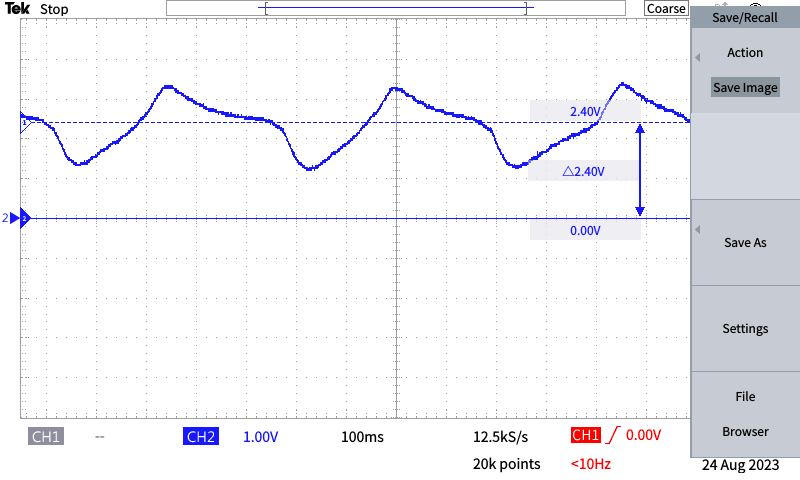 Tek Stop
Coarse
Save/Recall
Action
Save Image
2.40V
1
△2.40V
2
0.00V
Save As
Settings
File
Browser
CH1 -- CH2 1.00V 100ms 12.5kS/s CH1 0.00V
20k points <10Hz
24 Aug 2023